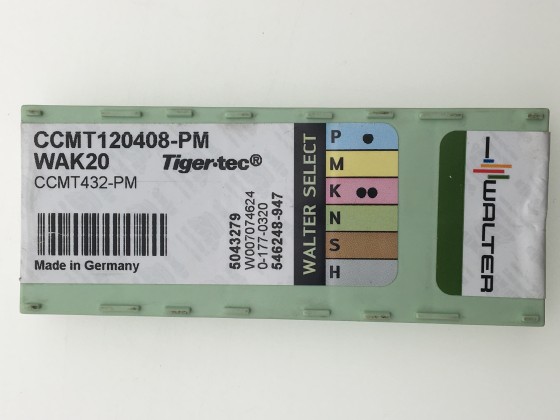 CCMT120408-PM
WAK20 Tiger·tec®
CCMT432-PM
Made in Germany
5043279
W007074624
0-177-0320
546248-947
WALTER SELECT
P
M
K
N
S
H
WALTER